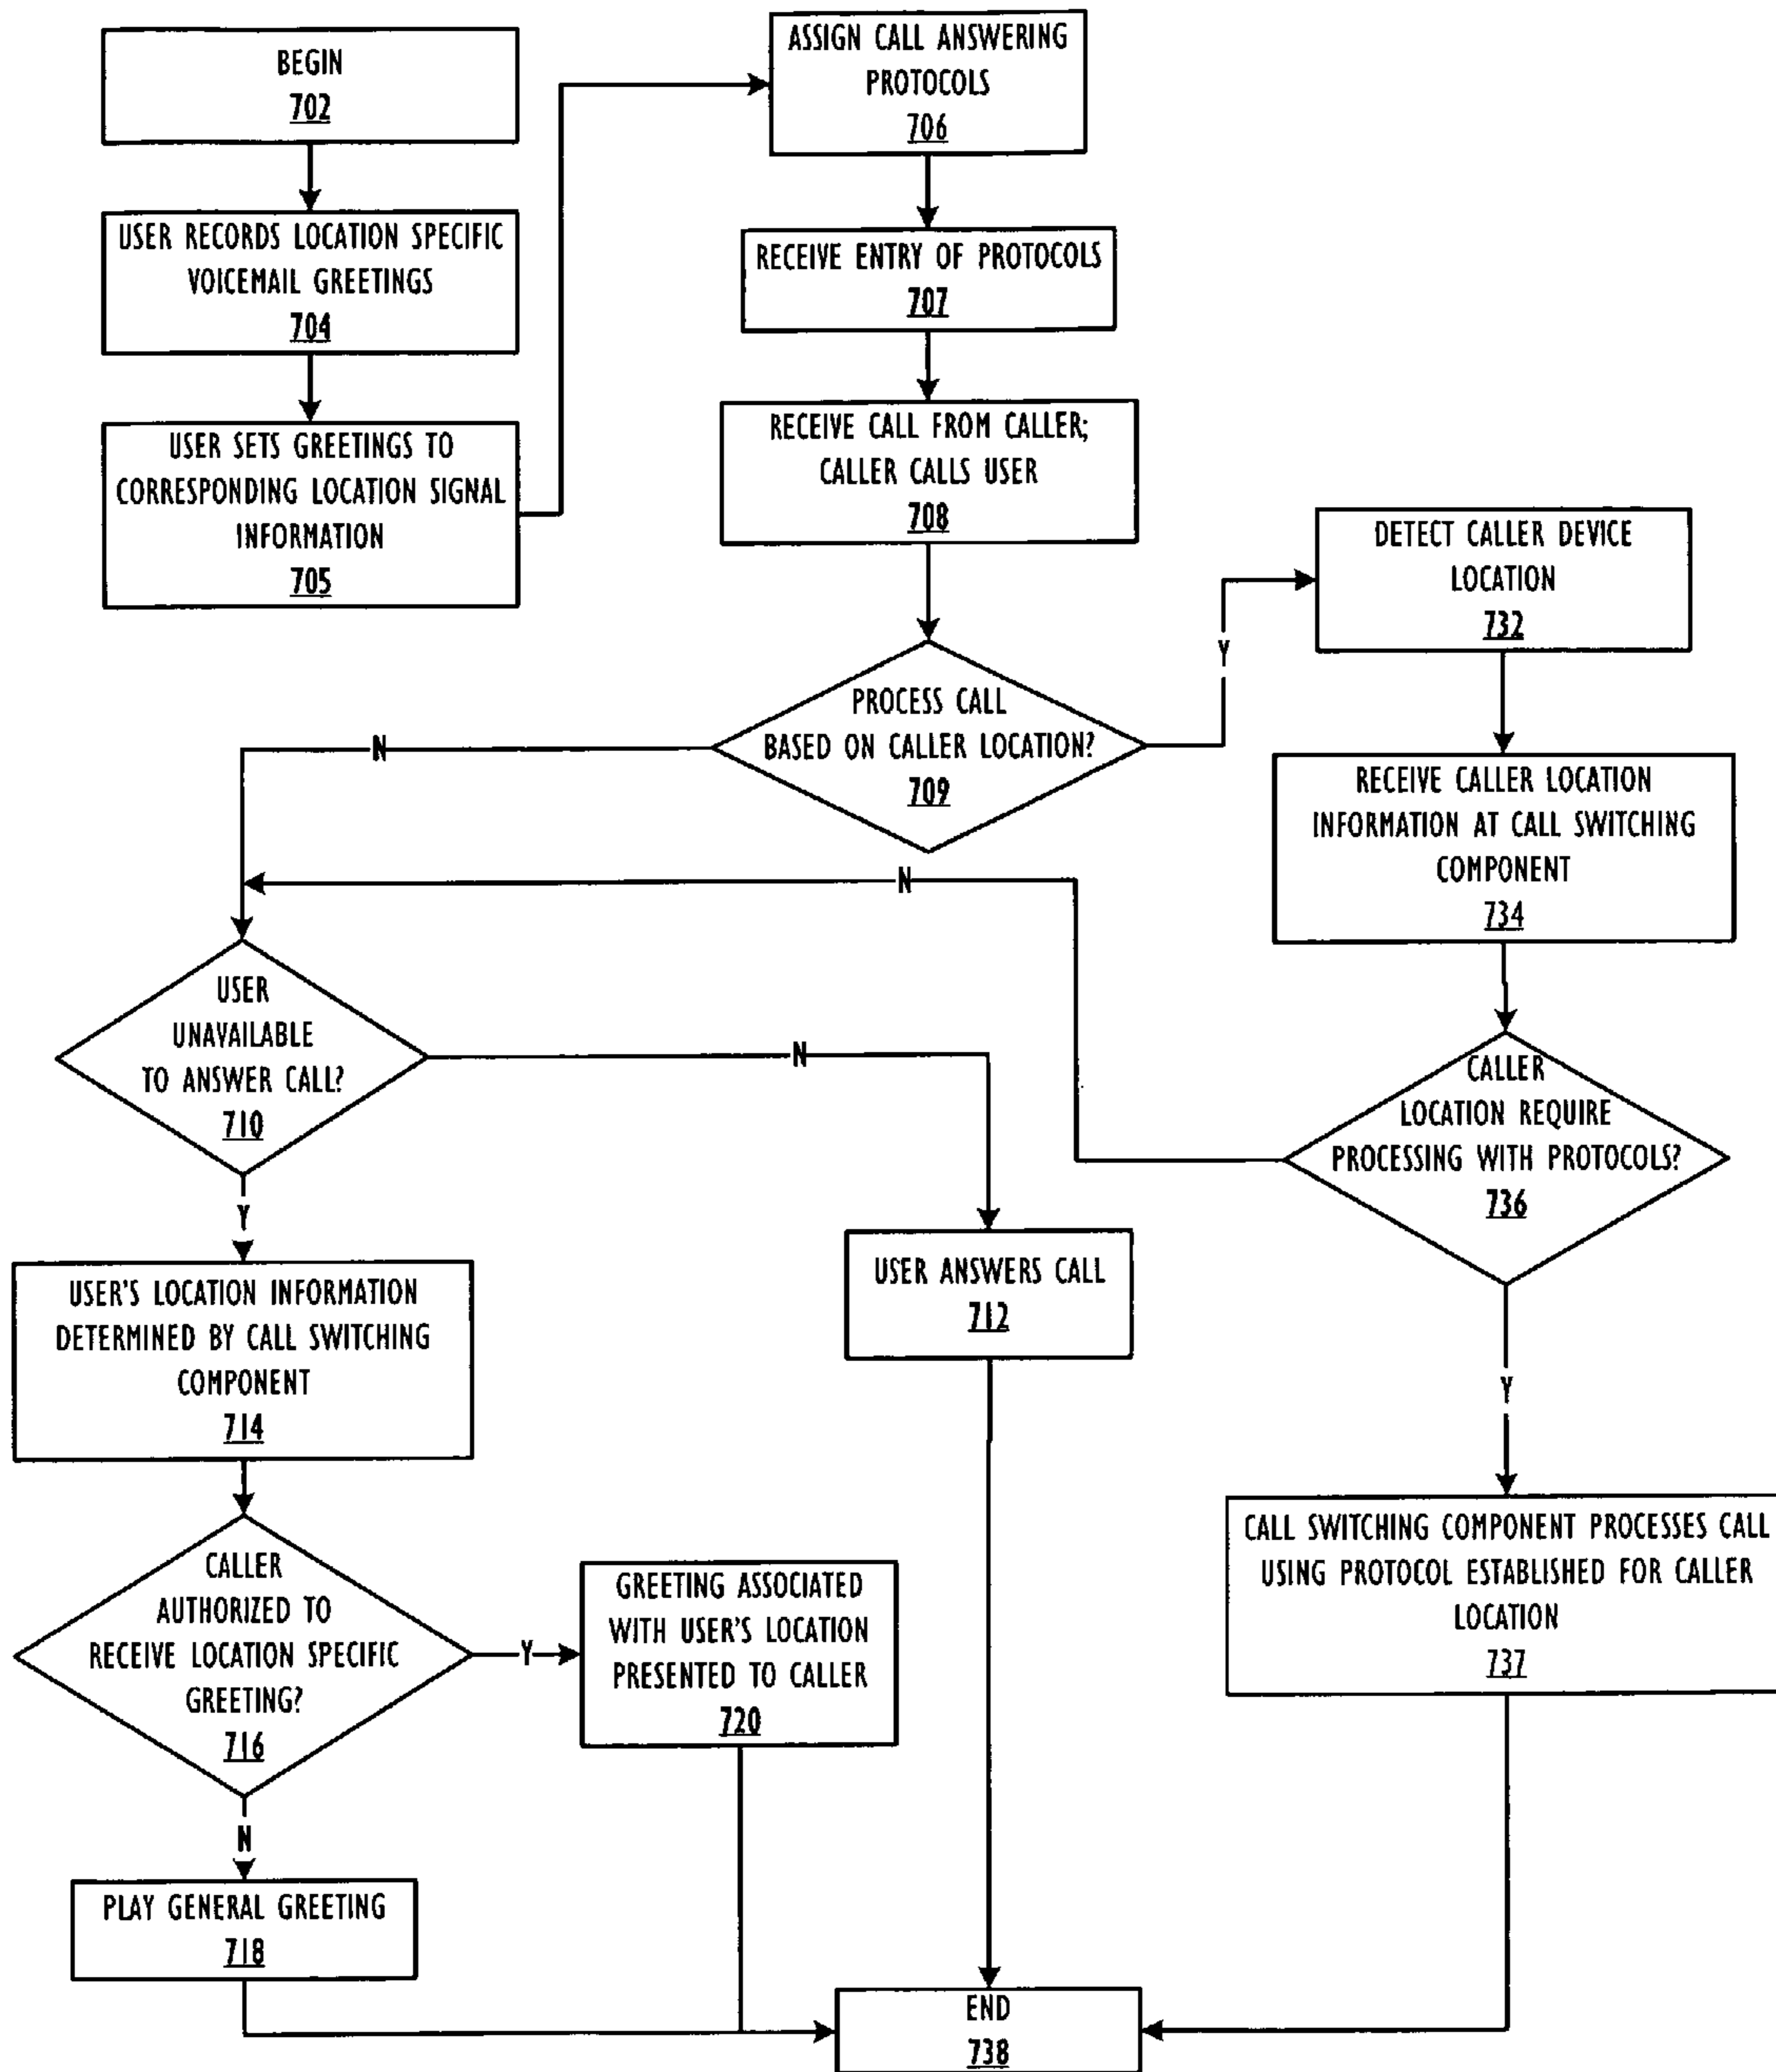 BEGIN
702
USER RECORDS LOCATION SPECIFIC
VOICEMAIL GREETINGS
704
USER SETS GREETINGS TO
CORRESPONDING LOCATION SIGNAL
INFORMATION
705
ASSIGN CALL ANSWERING
PROTOCOLS
706
RECEIVE ENTRY OF PROTOCOLS
707
RECEIVE CALL FROM CALLER;
CALLER CALLS USER
708
PROCESS CALL
BASED ON CALLER LOCATION?
709
N
Y
DETECT CALLER DEVICE
LOCATION
732
RECEIVE CALLER LOCATION
INFORMATION AT CALL SWITCHING
COMPONENT
734
CALLER
LOCATION REQUIRE
PROCESSING WITH PROTOCOLS?
736
N
Y
CALL SWITCHING COMPONENT PROCESSES CALL
USING PROTOCOL ESTABLISHED FOR CALLER
LOCATION
737
USER
UNAVAILABLE
TO ANSWER CALL?
710
N
Y
USER ANSWERS CALL
712
USER'S LOCATION INFORMATION
DETERMINED BY CALL SWITCHING
COMPONENT
714
CALLER
AUTHORIZED TO
RECEIVE LOCATION SPECIFIC
GREETING?
716
Y
N
GREETING ASSOCIATED
WITH USER'S LOCATION
PRESENTED TO CALLER
720
PLAY GENERAL GREETING
718
END
738